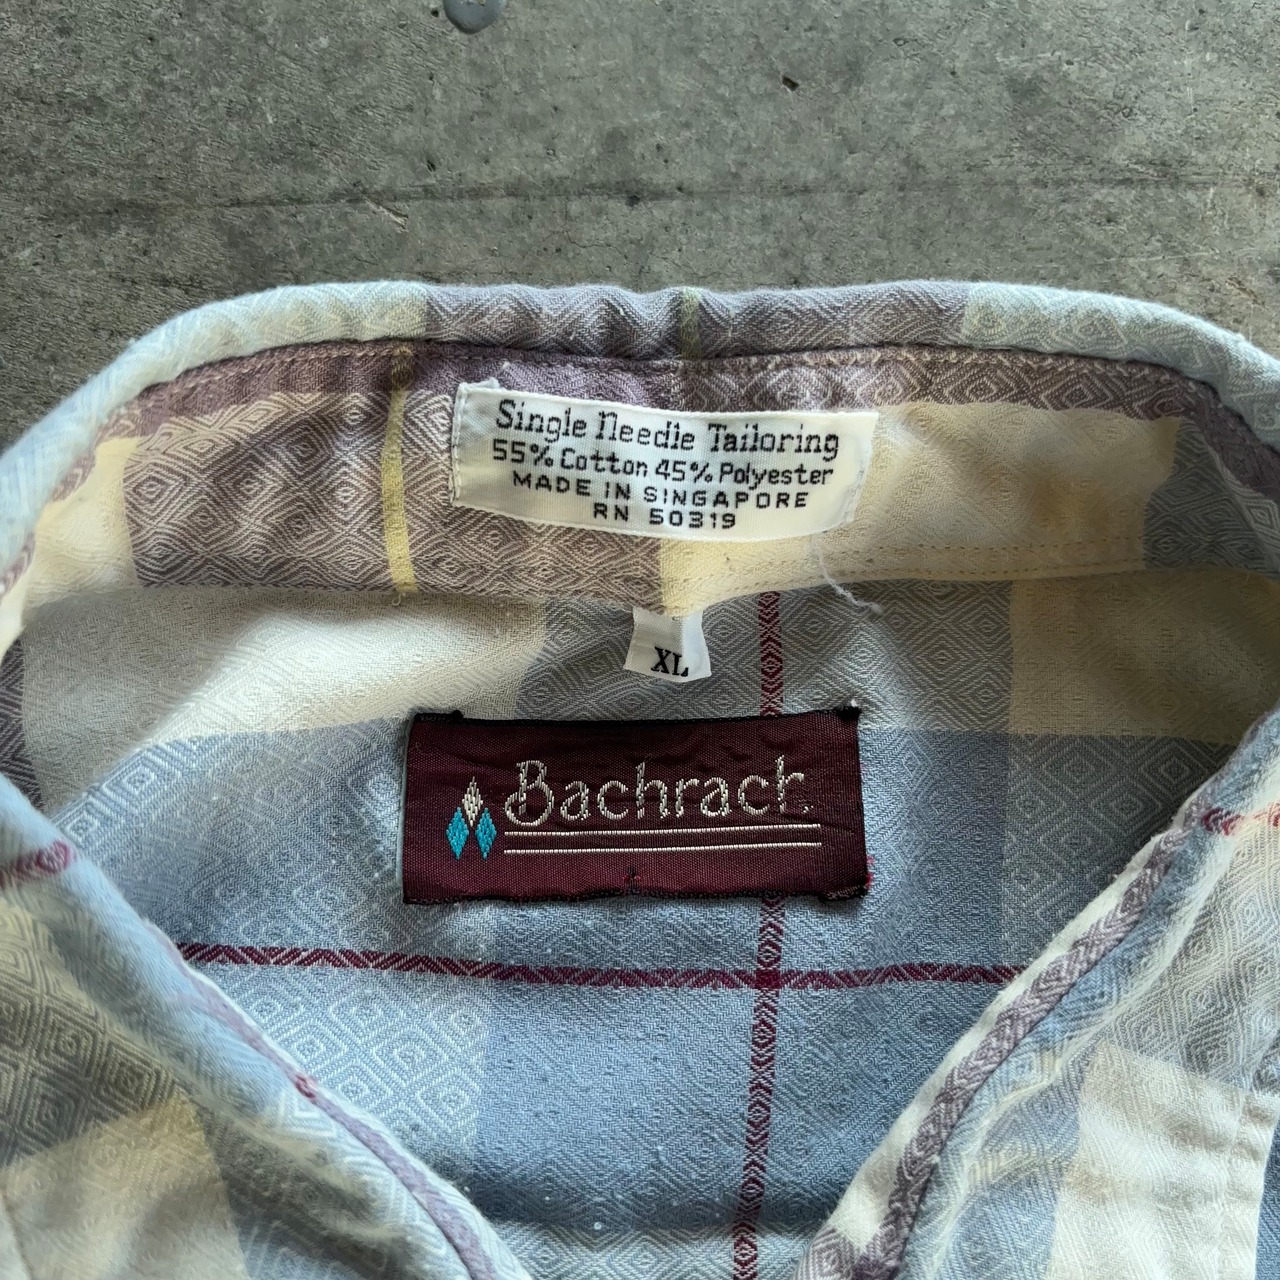 Single Needle Tailoring
55% Cotton 45% Polyester
MADE IN SINGAPORE
RN 50319
XL
Bachrach